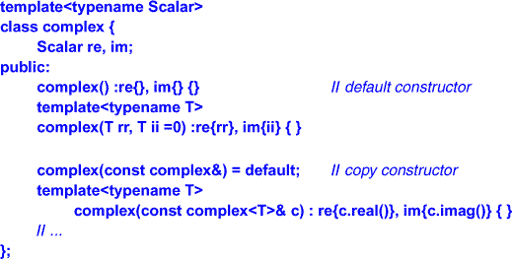 template<typename Scalar>
class complex {
Scalar re, im;
public:
complex() :re{}, im{} {} // default constructor
template<typename T>
complex(T rr, T ii =0) :re{rr}, im{ii} { }
complex(const complex&) = default; // copy constructor
template<typename T>
complex(const complex<T>& c) : re{c.real()}, im{c.imag()} { }
// ...
};